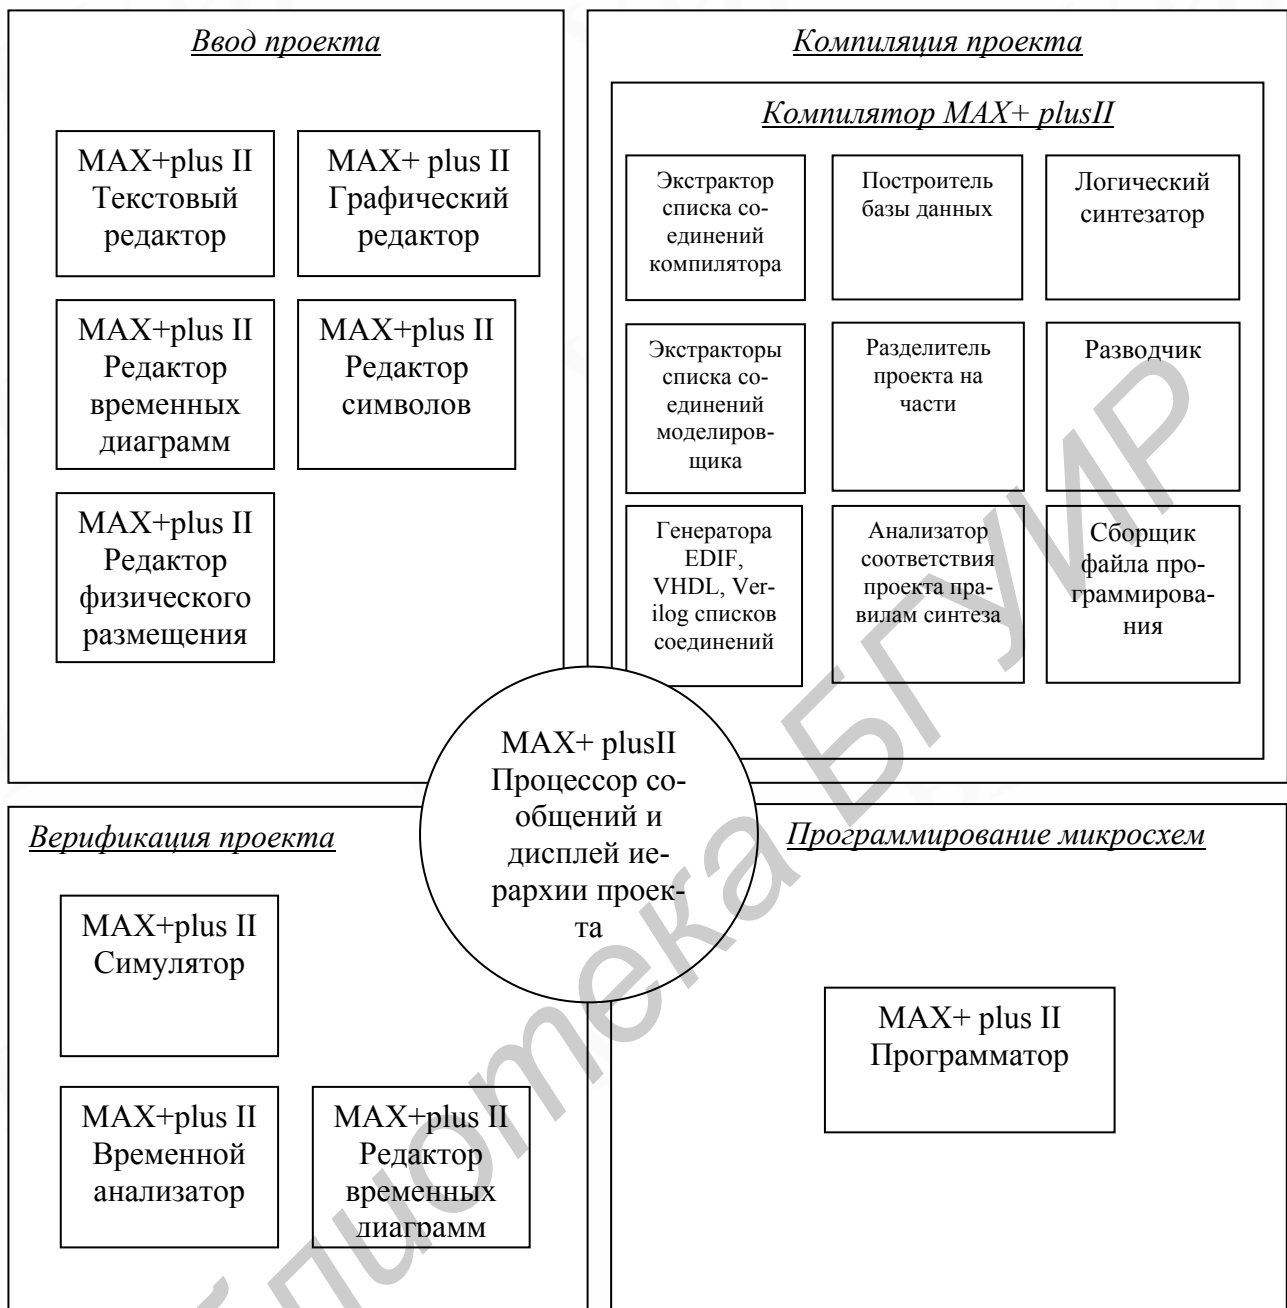 Ввод проекта
MAX+plus II
Текстовый
редактор
MAX+ plus II
Графический
редактор
MAX+plus II
Редактор
временных
диаграмм
MAX+plus II
Редактор
символов
MAX+plus II
Редактор
физического
размещения
Компиляция проекта
Компилятор MAX+ plusII
Экстрактор
списка со-
единений
компилятора
Построитель
базы данных
Логический
синтезатор
Экстракторы
списка со-
единений
моделиров-
щика
Разделитель
проекта на
части
Разводчик
Генератора
EDIF,
VHDL, Ver-
ilog списков
соединений
Анализатор
соответствия
проекта пра-
вилам синтеза
Сборщик
файла про-
граммирова-
ния
MAX+ plusII
Процессор со-
общений и
дисплей ие-
рархии проек-
та
Верификация проекта
MAX+plus II
Симулятор
MAX+plus II
Временной
анализатор
MAX+plus II
Редактор
временных
диаграмм
Программирование микросхем
MAX+ plus II
Программатор
блиотека БГУИР